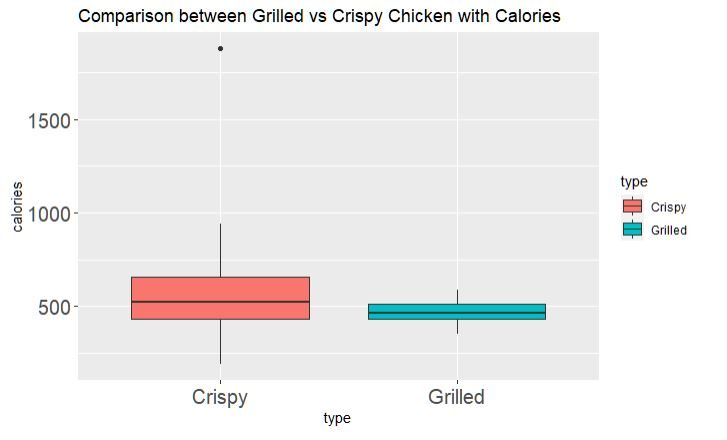 Comparison between Grilled vs Crispy Chicken with Calories
1500
1000
500
calories
Crispy
Grilled
type
type
Crispy
Grilled